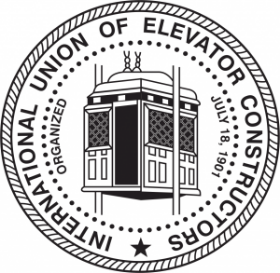 INTERNATIONAL UNION OF ELEVATOR CONSTRUCTORS
ORGANIZED
JULY 18, 1901